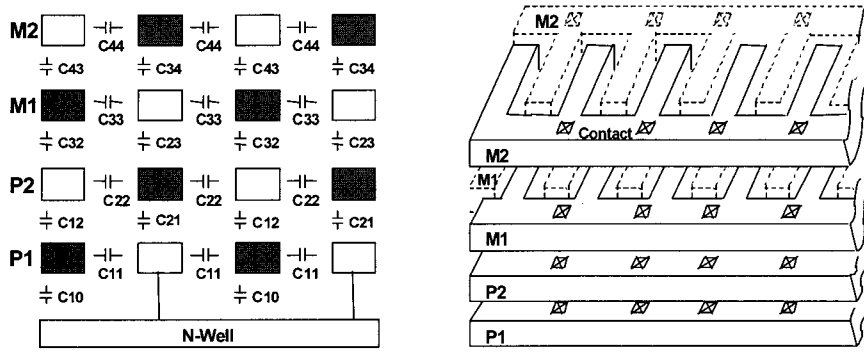 M2 C44 C44 C44
C43 C34 C43 C34
M1 C33 C33 C33
C32 C23 C32 C23
P2 C22 C22 C22
C12 C21 C12 C21
P1 C11 C11 C11
C10 C10
N-Well
M2
Contact
M2
M1
M1
P2
P1